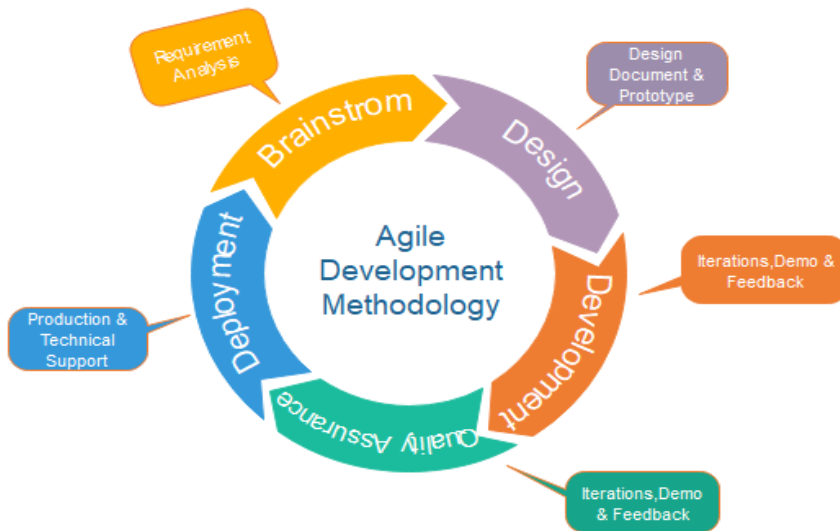 Requirement
Analysis
Brainstrom
Design
Document &
Prototype
Design
Agile
Development
Methodology
Iterations,Demo &
Feedback
Development
Production &
Technical
Support
Deployment
Quality Assurance
Iterations,Demo
& Feedback